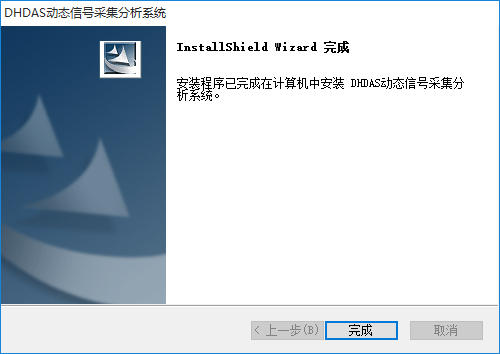 DHDAS动态信号采集分析系统
InstallShield Wizard 完成
安装程序已完成在计算机中安装 DHDAS动态信号采集分
析系统。
< 上一步(B)
完成
取消